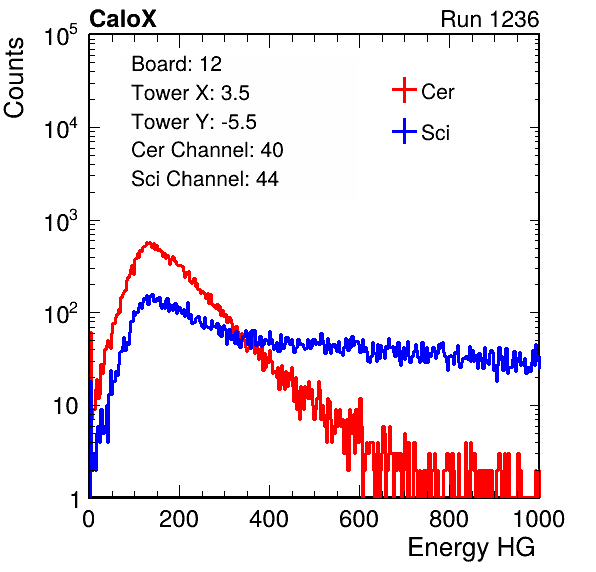 CaloX Run 1236
Counts
Board: 12
Tower X: 3.5
Tower Y: -5.5
Cer Channel: 40
Sci Channel: 44
Cer
Sci
10^5
10^4
10^3
10^2
10
1
0 200 400 600 800 1000
Energy HG